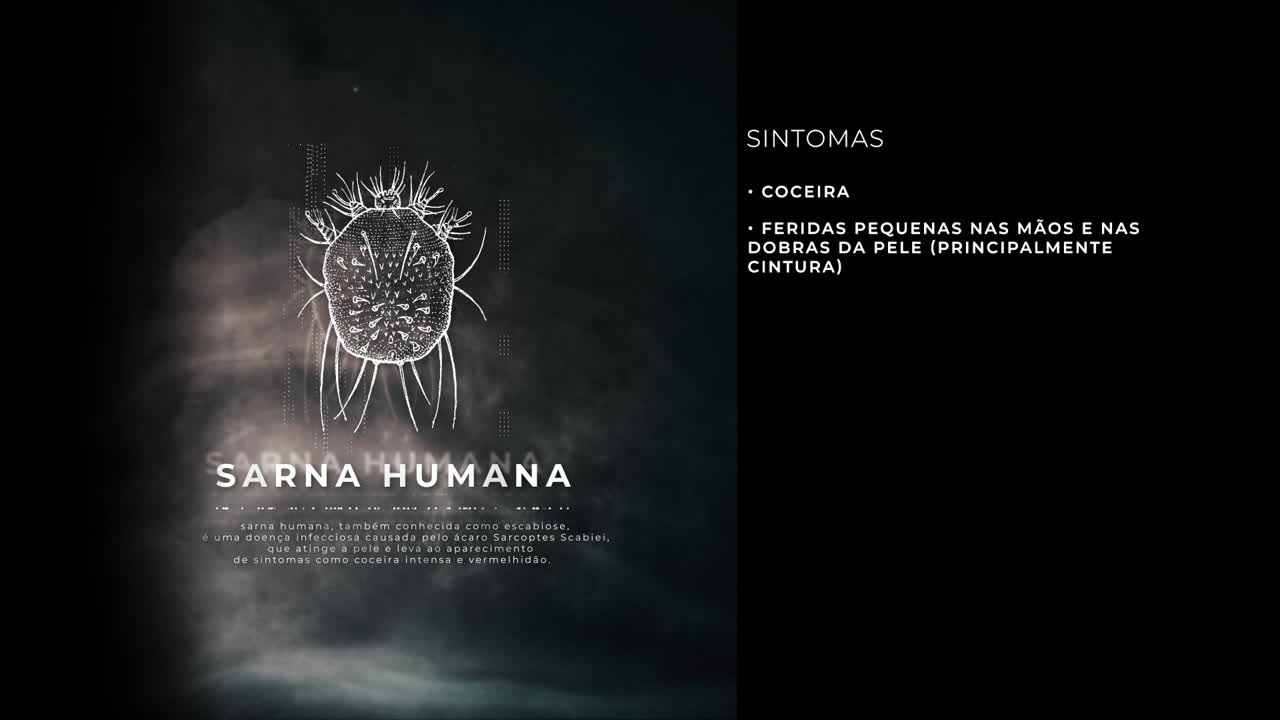 SARNA HUMANA
sarna humana, também conhecida como escabiose,
é uma doença infecciosa causada pelo ácaro Sarcoptes Scabiei,
que atinge a pele e leva ao aparecimento
de sintomas como coceira intensa e vermelhidão.
SINTOMAS
• COCEIRA
• FERIDAS PEQUENAS NAS MÃOS E NAS
DOBRAS DA PELE (PRINCIPALMENTE
CINTURA)